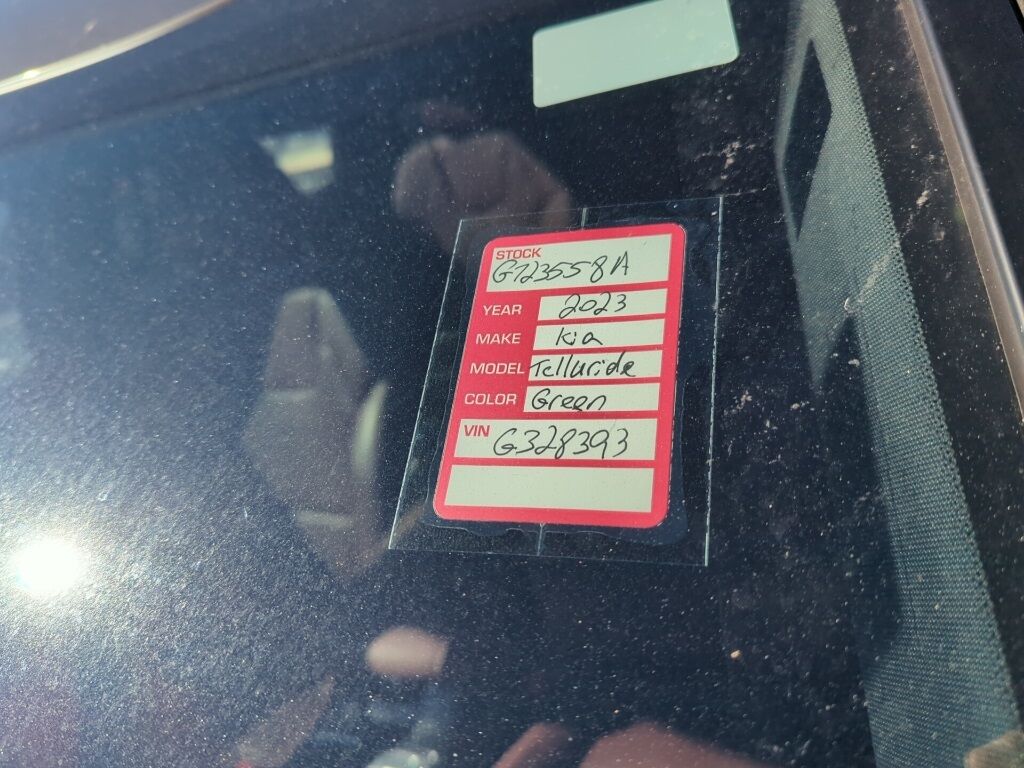 STOCK
G723558A
YEAR 2023
MAKE Kia
MODEL Telluride
COLOR Green
VIN G328393